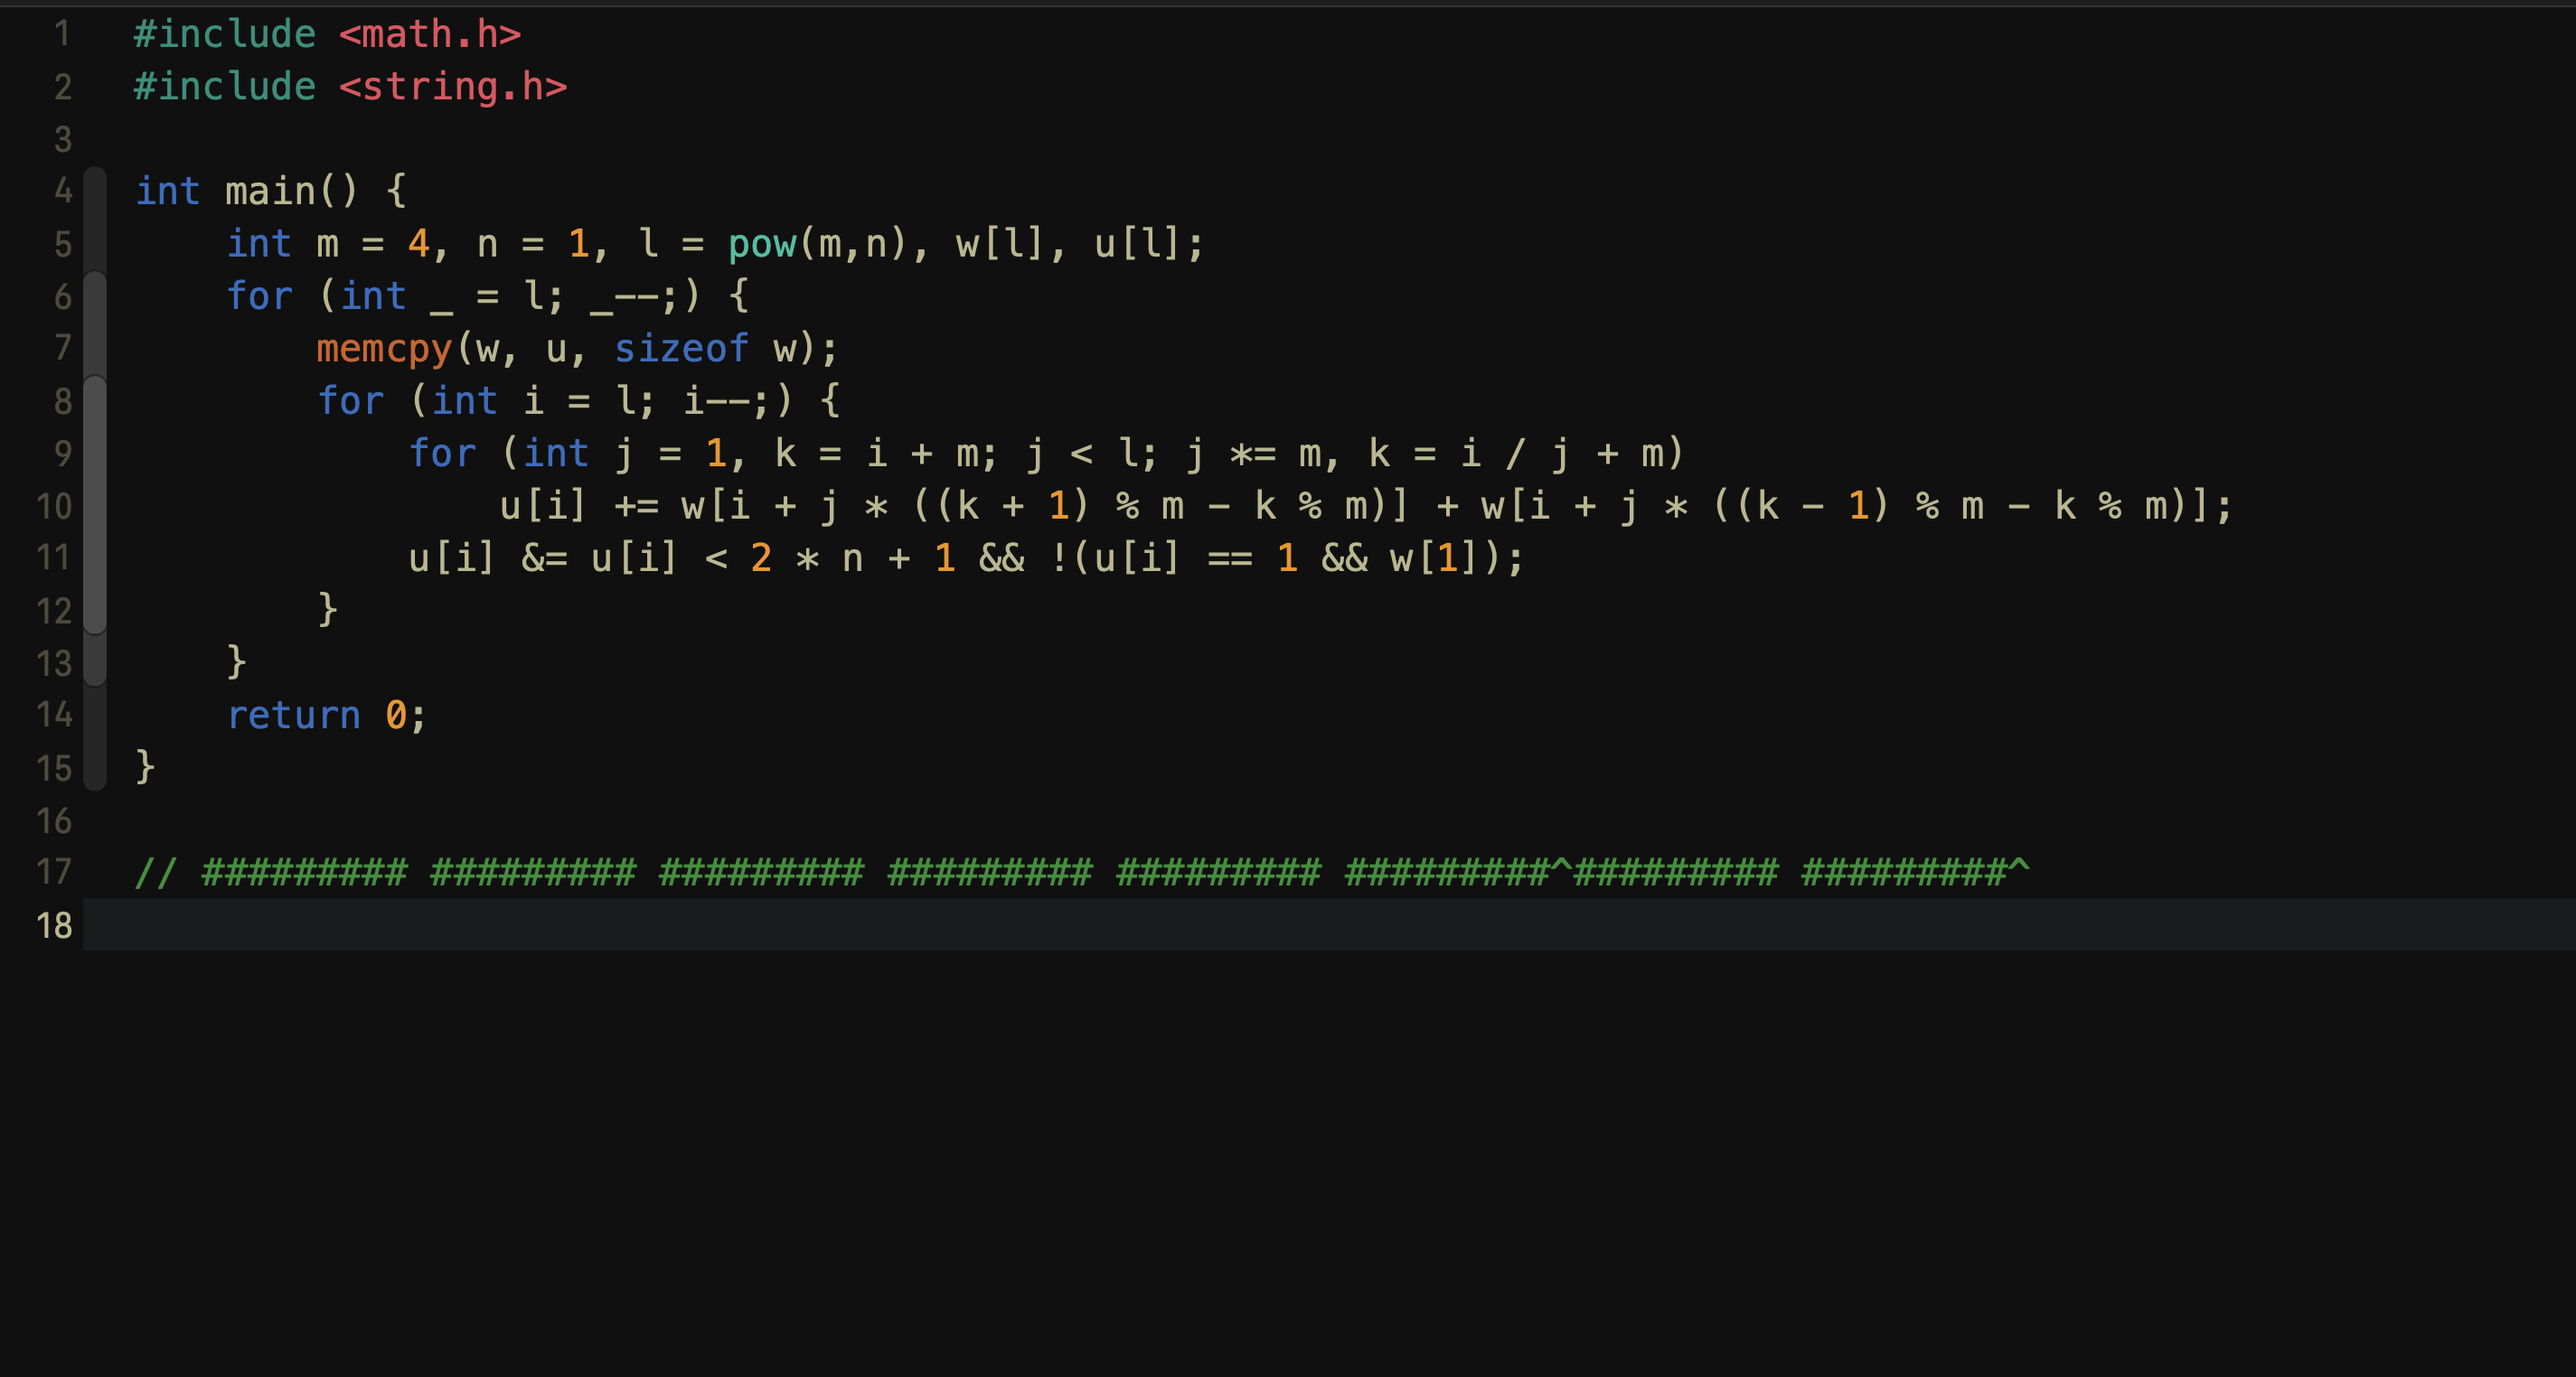 1 #include <math.h>
2 #include <string.h>
3
4 int main() {
5     int m = 4, n = 1, l = pow(m,n), w[l], u[l];
6     for (int _ = l; _--;) {
7         memcpy(w, u, sizeof w);
8         for (int i = l; i--;) {
9             for (int j = 1, k = i + m; j < l; j *= m, k = i / j + m)
10                 u[i] += w[i + j * ((k + 1) % m - k % m)] + w[i + j * ((k - 1) % m - k % m)];
11             u[i] &= u[i] < 2 * n + 1 && !(u[i] == 1 && w[1]);
12         }
13     }
14     return 0;
15 }
16
17 // ######### ######### ######### ######### ######### #########^######### #########^
18